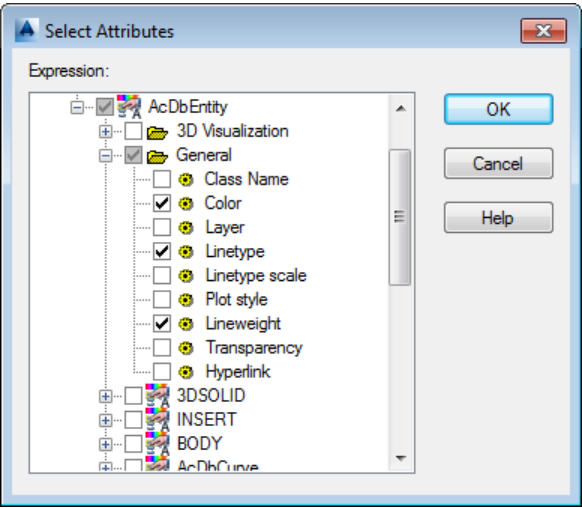 Select Attributes
Expression:
AcDbEntity
3D Visualization
General
Class Name
Color
Layer
Linetype
Linetype scale
Plot style
Lineweight
Transparency
Hyperlink
3DSOLID
INSERT
BODY
AcDbCurve
OK
Cancel
Help